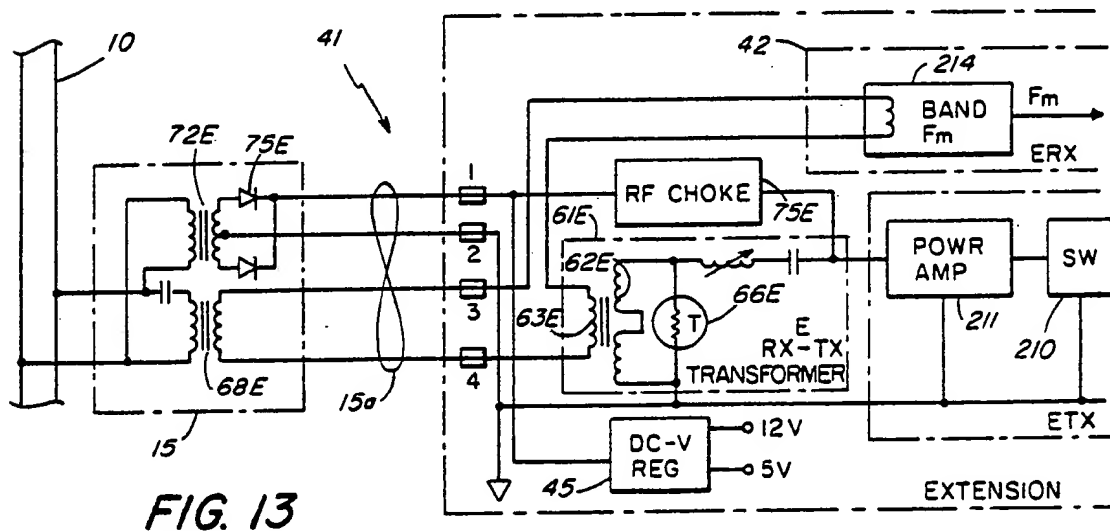 10
41
42
214
BAND
Fm
Fm
ERX
72E
75E
1
2
3
4
RF CHOKE
75E
61E
62E
63E
T
66E
E
RX-TX
TRANSFORMER
POWR
AMP
211
SW
210
ETX
68E
15
15a
DC-V
REG
45
12V
5V
EXTENSION
FIG. 13